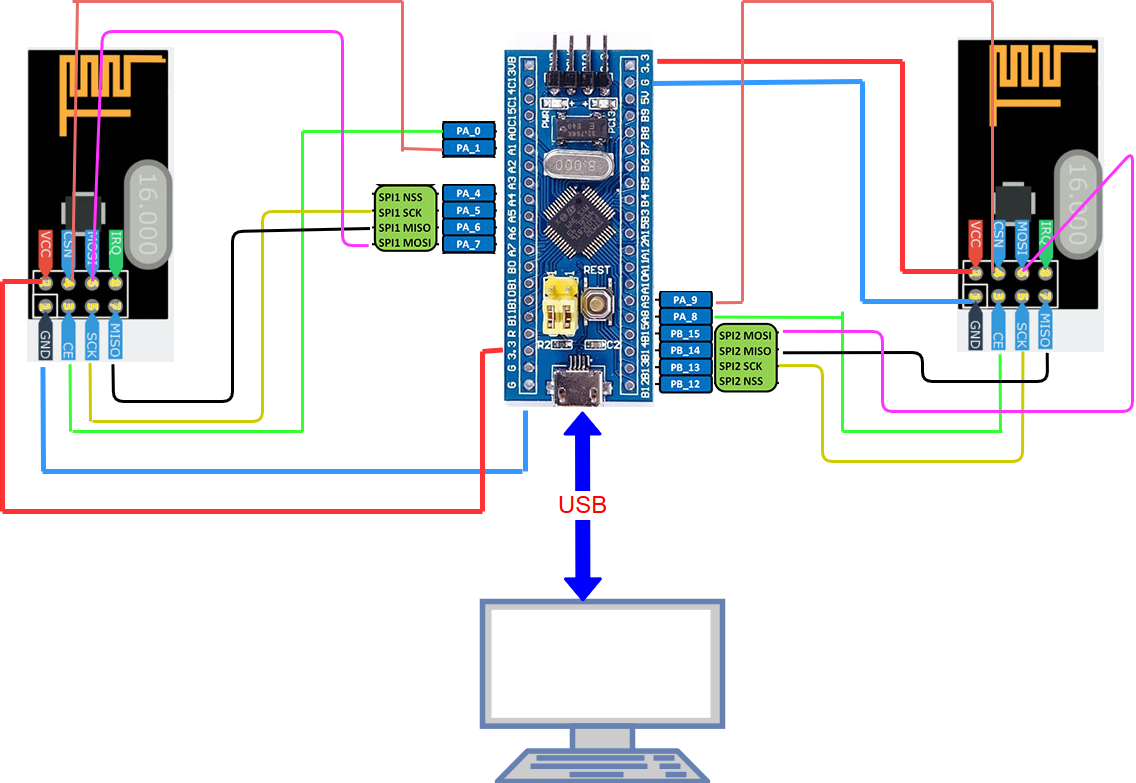 16.000
VCC
CSN
MOSI
IRQ
GND
CE
SCK
MISO
PA_0
PA_1
PA_4
PA_5
PA_6
PA_7
SPI1 NSS
SPI1 SCK
SPI1 MISO
SPI1 MOSI
VB
C13
C14
C15
A0
A1
A2
A3
A4
A5
A6
A7
B0
B1
B10
B11
R
3.3
G
G
PWR
PC13
8.000
REST
R2
C2
3.3
G
5V
B9
B8
B7
B6
B5
B4
B3
A15
A12
A11
A10
A9
A8
B15
B14
B13
B12
PA_9
PA_8
PB_15
PB_14
PB_13
PB_12
SPI2 MOSI
SPI2 MISO
SPI2 SCK
SPI2 NSS
16.000
VCC
CSN
MOSI
IRQ
GND
CE
SCK
MISO
USB